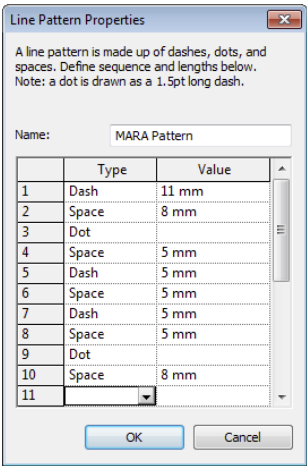 Line Pattern Properties
A line pattern is made up of dashes, dots, and
spaces. Define sequence and lengths below.
Note: a dot is drawn as a 1.5pt long dash.
Name: MARA Pattern
Type Value
1 Dash 11 mm
2 Space 8 mm
3 Dot
4 Space 5 mm
5 Dash 5 mm
6 Space 5 mm
7 Dash 5 mm
8 Space 5 mm
9 Dot
10 Space 8 mm
11
OK Cancel